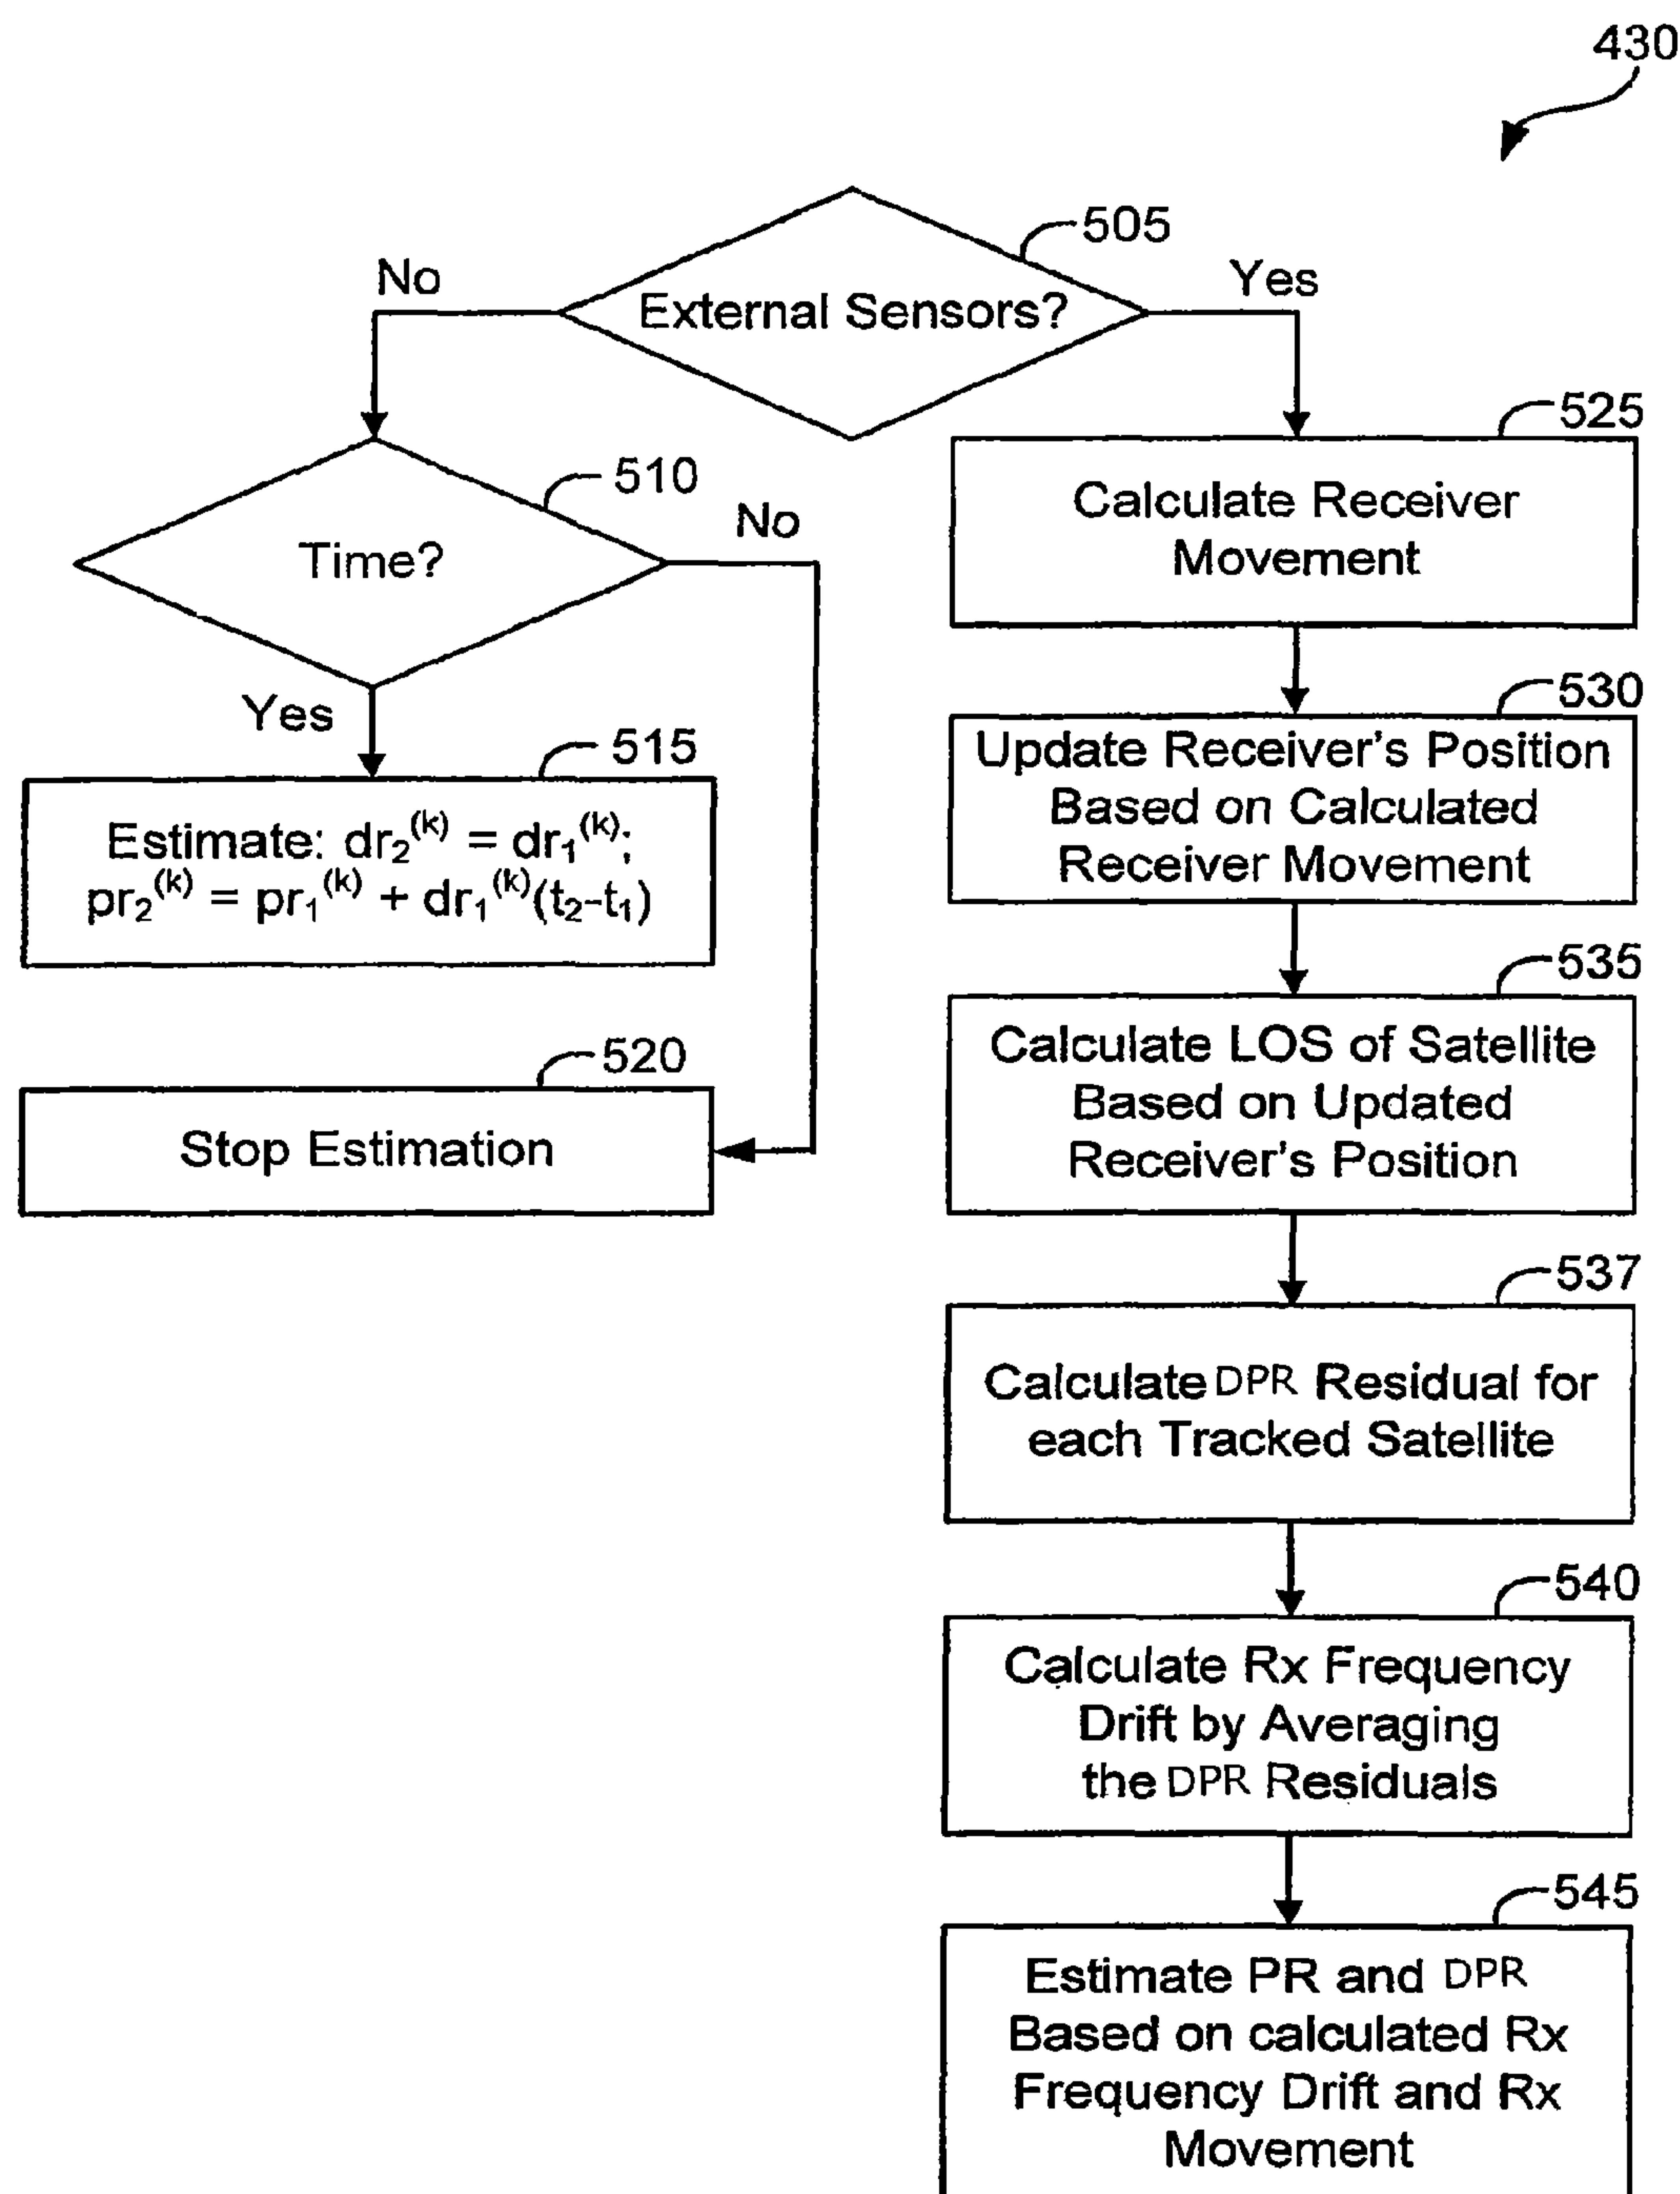 430
505
No
External Sensors?
Yes
525
510
No
Time?
Calculate Receiver
Movement
Yes
530
Update Receiver's Position
Based on Calculated
Receiver Movement
515
Estimate: dr₂⁽ᵏ⁾ = dr₁⁽ᵏ⁾;
pr₂⁽ᵏ⁾ = pr₁⁽ᵏ⁾ + dr₁⁽ᵏ⁾(t₂-t₁)
535
Calculate LOS of Satellite
Based on Updated
Receiver's Position
520
Stop Estimation
537
Calculate DPR Residual for
each Tracked Satellite
540
Calculate Rx Frequency
Drift by Averaging
the DPR Residuals
545
Estimate PR and DPR
Based on calculated Rx
Frequency Drift and Rx
Movement